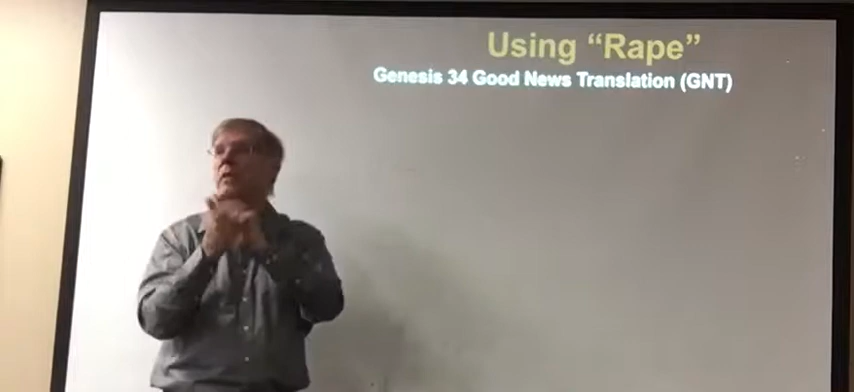 Using “Rape”
Genesis 34 Good News Translation (GNT)